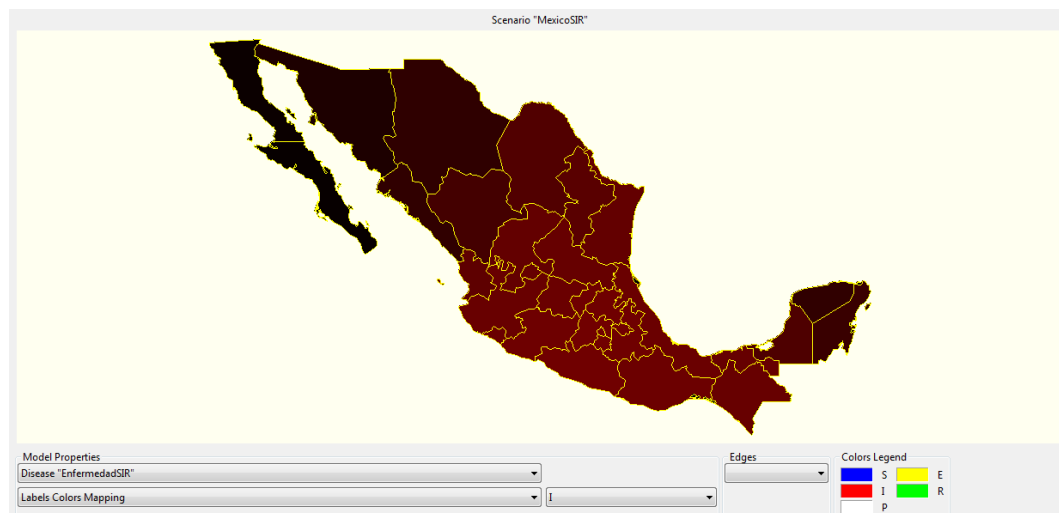 Scenario "MexicoSIR"
Model Properties
Edges
Colors Legend
Disease "EnfermedadSIR"
S
E
Labels Colors Mapping
I
I
R
P